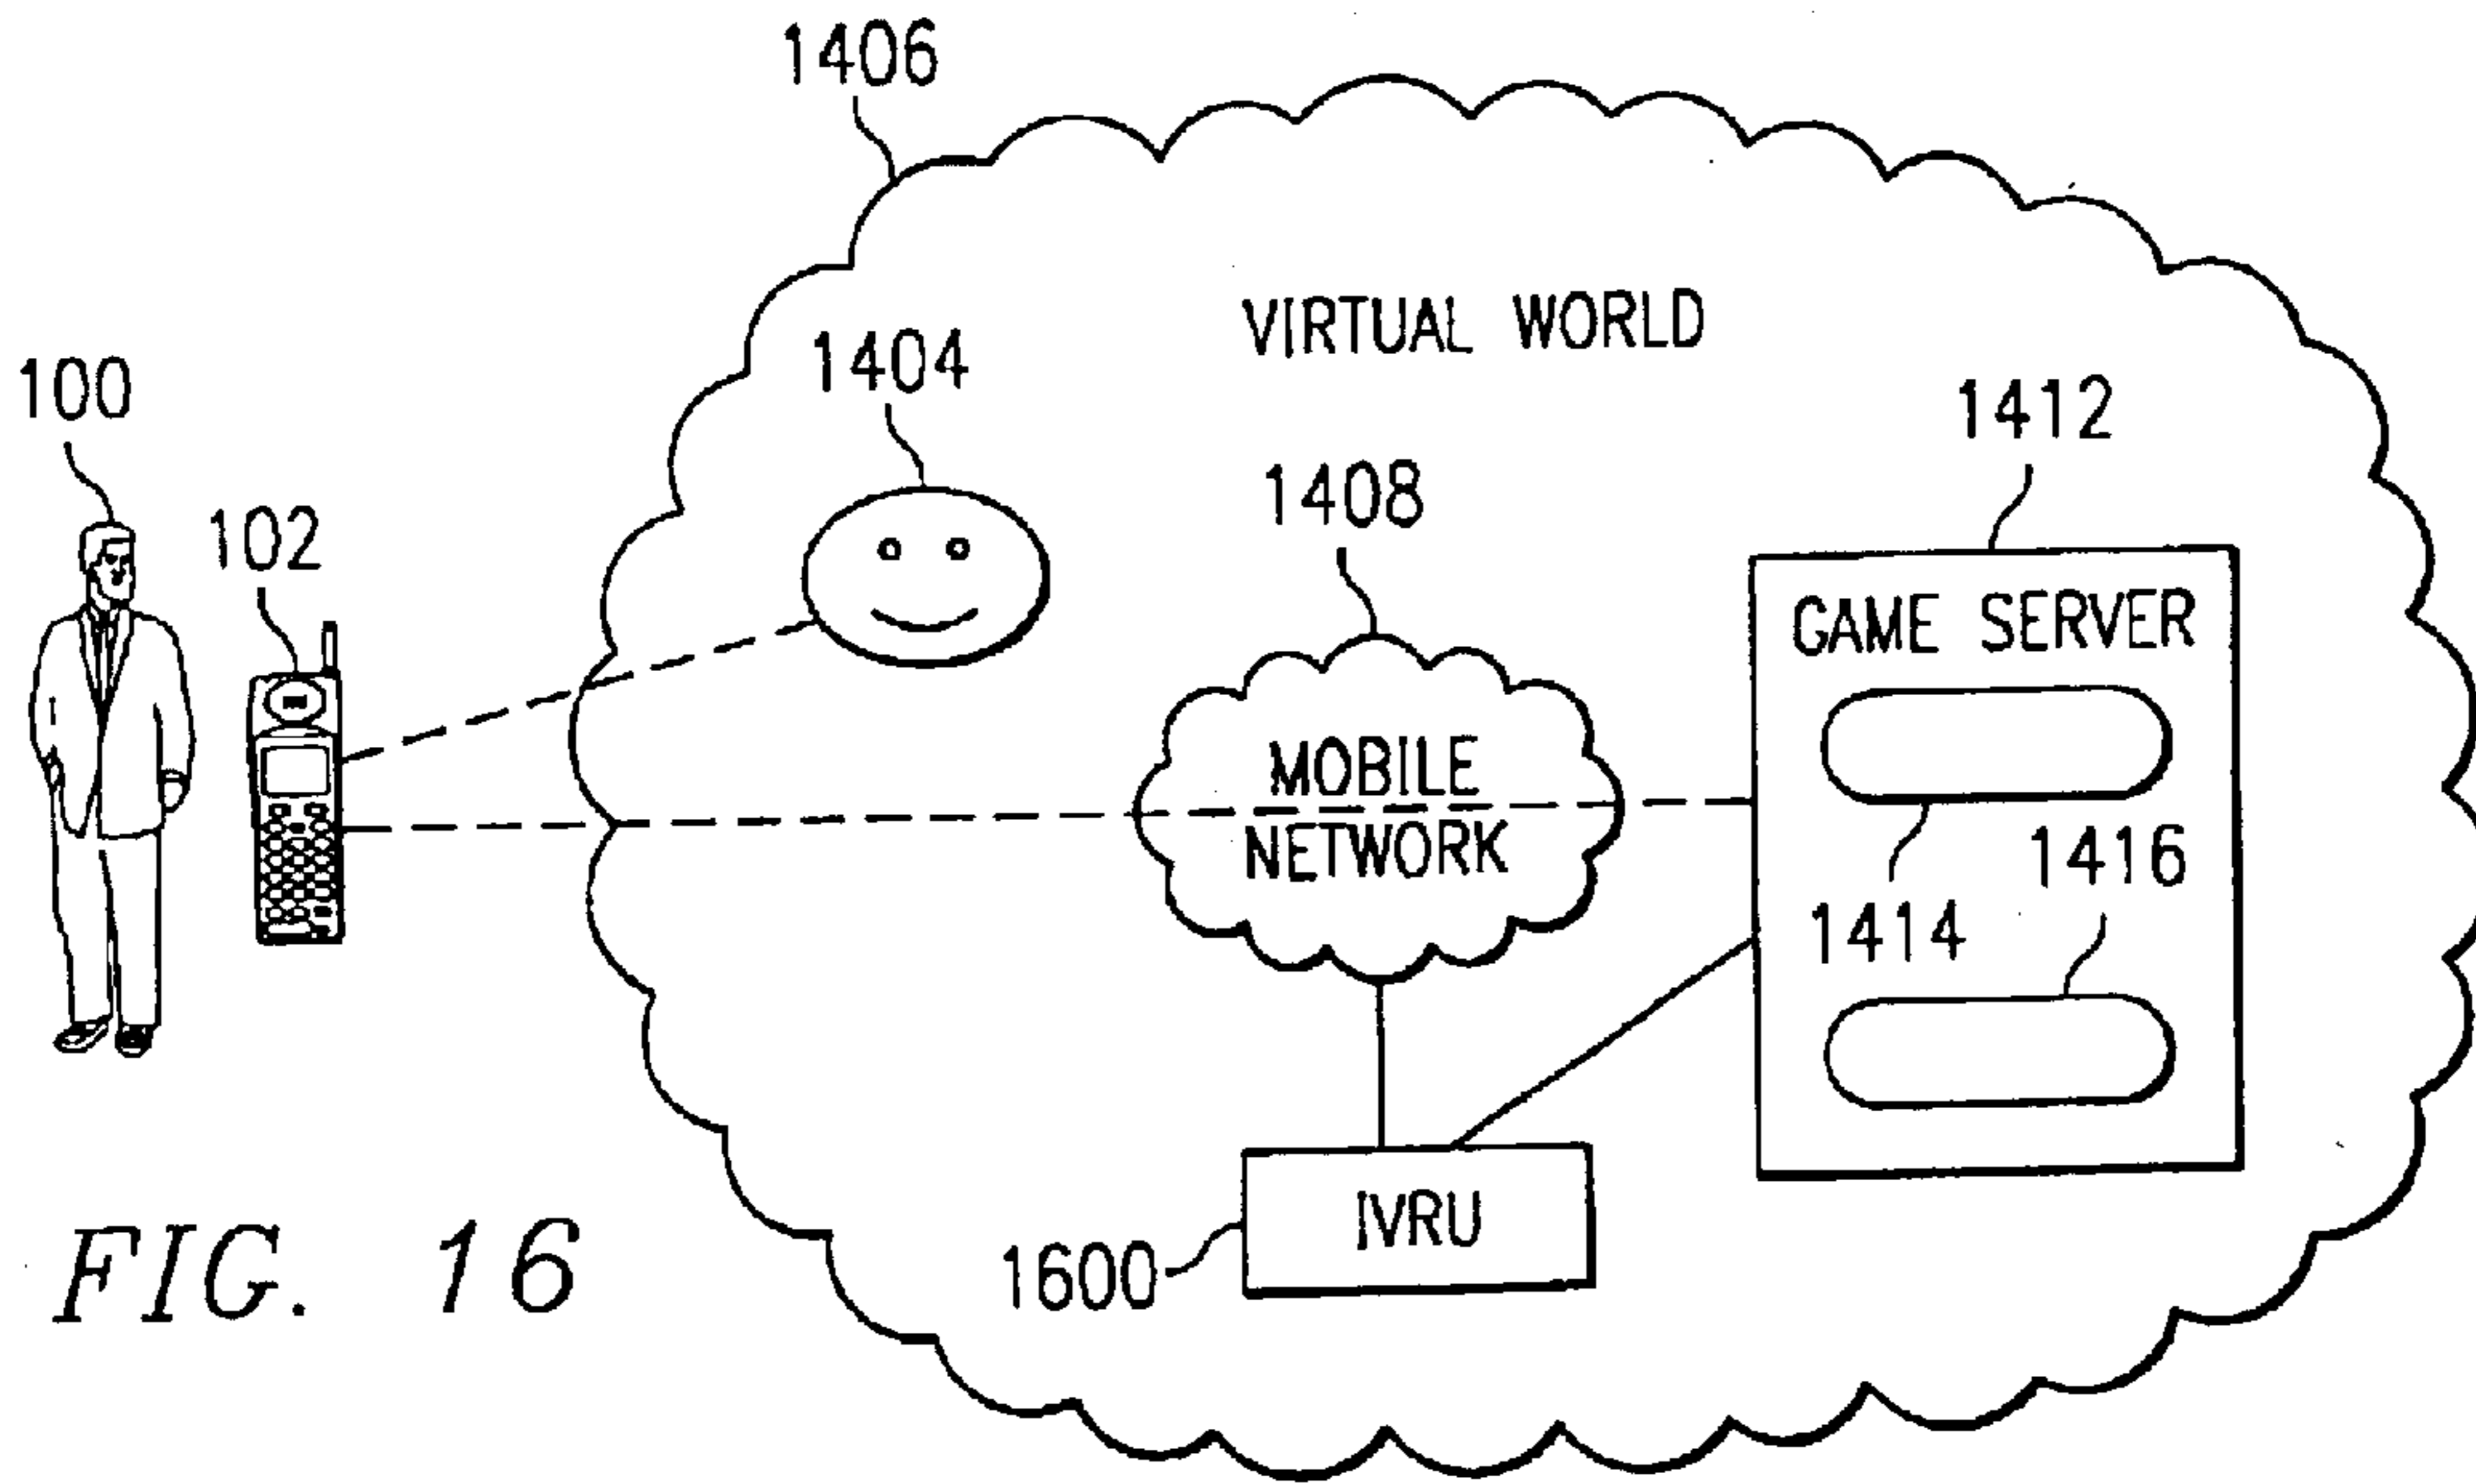 1406
VIRTUAL WORLD
1404
100
1412
1408
102
GAME SERVER
MOBILE
NETWORK
1416
1414
IVRU
1600
FIG. 16